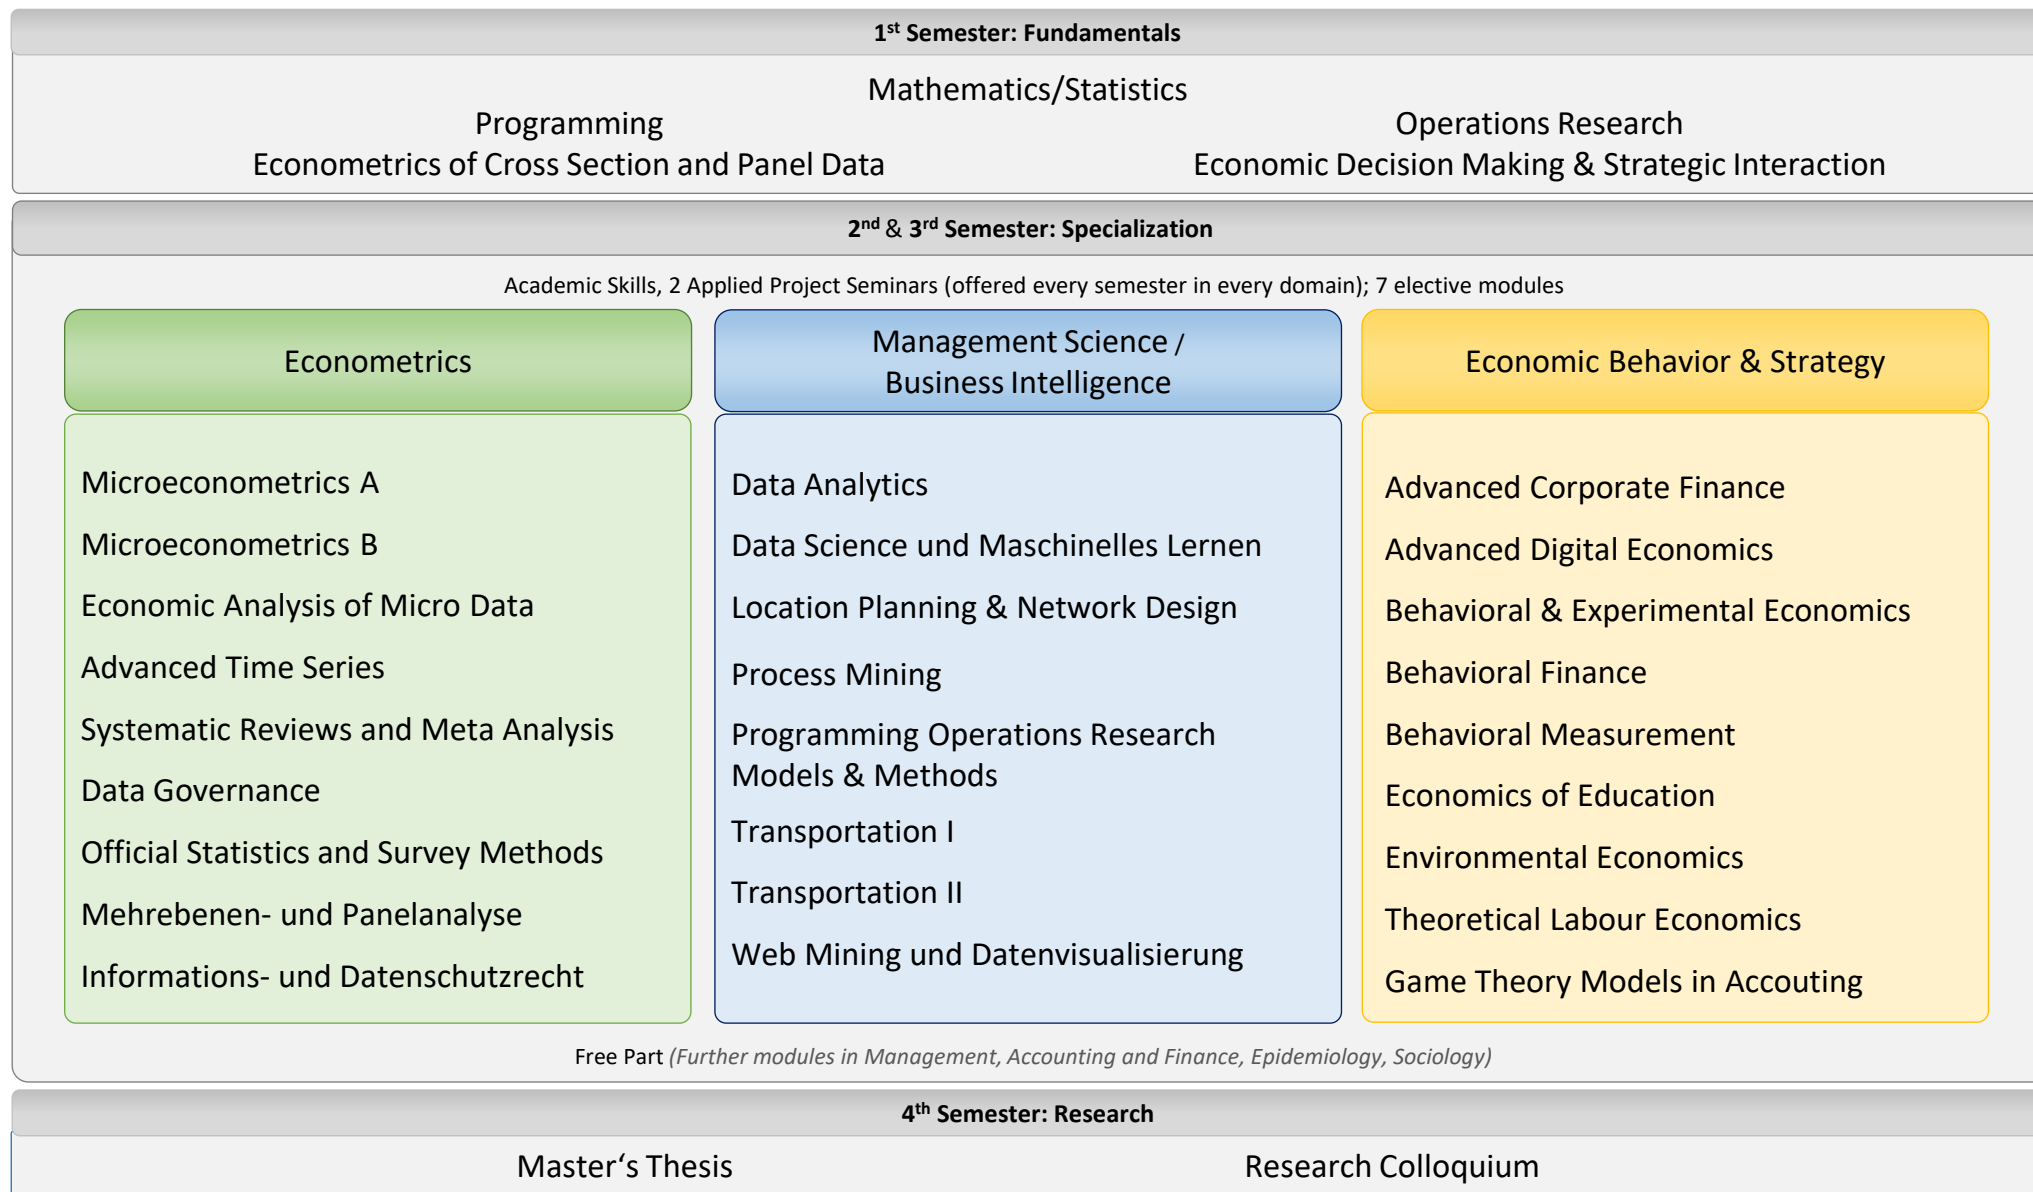 1st Semester: Fundamentals
Mathematics/Statistics
Programming
Operations Research
Econometrics of Cross Section and Panel Data
Economic Decision Making & Strategic Interaction
2nd & 3rd Semester: Specialization
Academic Skills, 2 Applied Project Seminars (offered every semester in every domain); 7 elective modules
Econometrics
Microeconometrics A
Microeconometrics B
Economic Analysis of Micro Data
Advanced Time Series
Systematic Reviews and Meta Analysis
Data Governance
Official Statistics and Survey Methods
Mehrebenen- und Panelanalyse
Informations- und Datenschutzrecht
Management Science /
Business Intelligence
Data Analytics
Data Science und Maschinelles Lernen
Location Planning & Network Design
Process Mining
Programming Operations Research
Models & Methods
Transportation I
Transportation II
Web Mining und Datenvisualisierung
Economic Behavior & Strategy
Advanced Corporate Finance
Advanced Digital Economics
Behavioral & Experimental Economics
Behavioral Finance
Behavioral Measurement
Economics of Education
Environmental Economics
Theoretical Labour Economics
Game Theory Models in Accouting
Free Part (Further modules in Management, Accounting and Finance, Epidemiology, Sociology)
4th Semester: Research
Master‘s Thesis
Research Colloquium